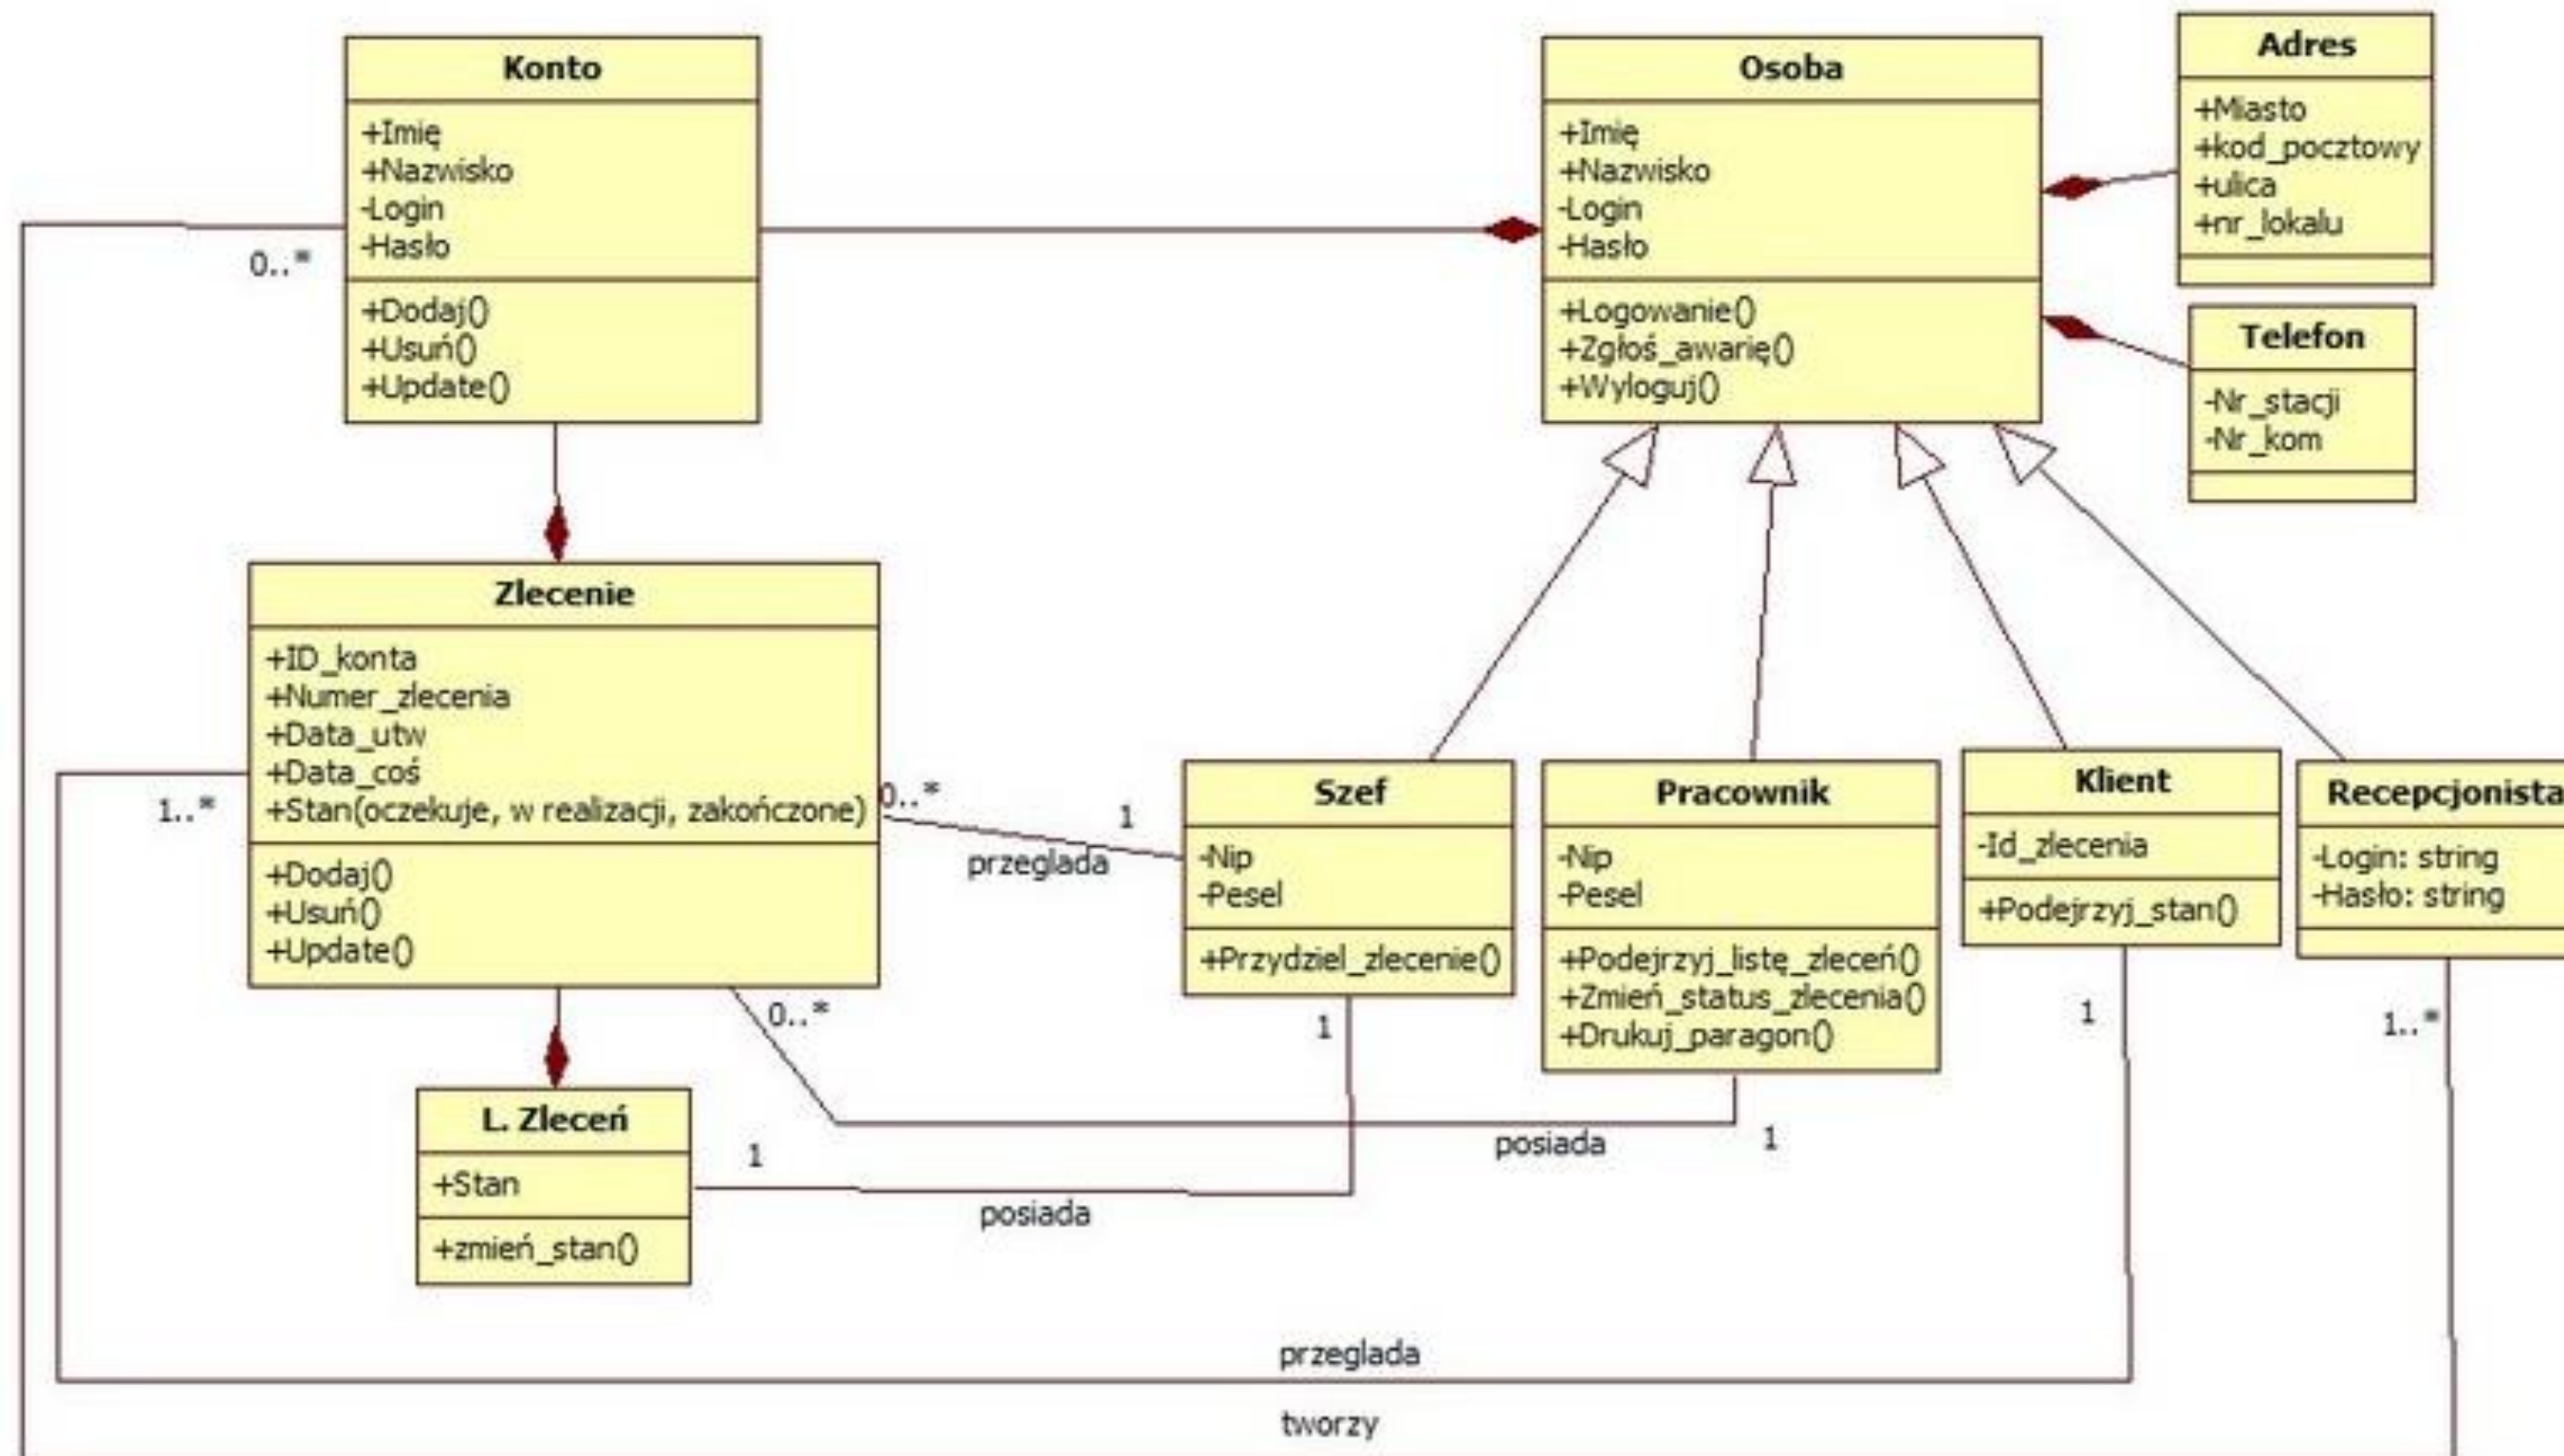 Konto
+Imię
+Nazwisko
-Login
-Hasło
+Dodaj()
+Usuń()
+Update()
Osoba
+Imię
+Nazwisko
-Login
-Hasło
+Logowanie()
+Zgłoś_awarię()
+Wyloguj()
Adres
+Miasto
+kod_pocztowy
+ulica
+nr_lokalu
Telefon
-Nr_stacji
-Nr_kom
0..*
Zlecenie
+ID_konta
+Numer_zlecenia
+Data_utw
+Data_coś
+Stan(oczekuje, w realizacji, zakończone)
+Dodaj()
+Usuń()
+Update()
1..*
0..*
1
przeglada
Szef
-Nip
-Pesel
+Przydziel_zlecenie()
Pracownik
-Nip
-Pesel
+Podejrzyj_listę_zleceń()
+Zmień_status_zlecenia()
+Drukuj_paragon()
Klient
-Id_zlecenia
+Podejrzyj_stan()
Recepcjonista
-Login: string
-Hasło: string
0..*
1
1
1..*
L. Zleceń
+Stan
+zmień_stan()
1
posiada
1
posiada
przeglada
tworzy